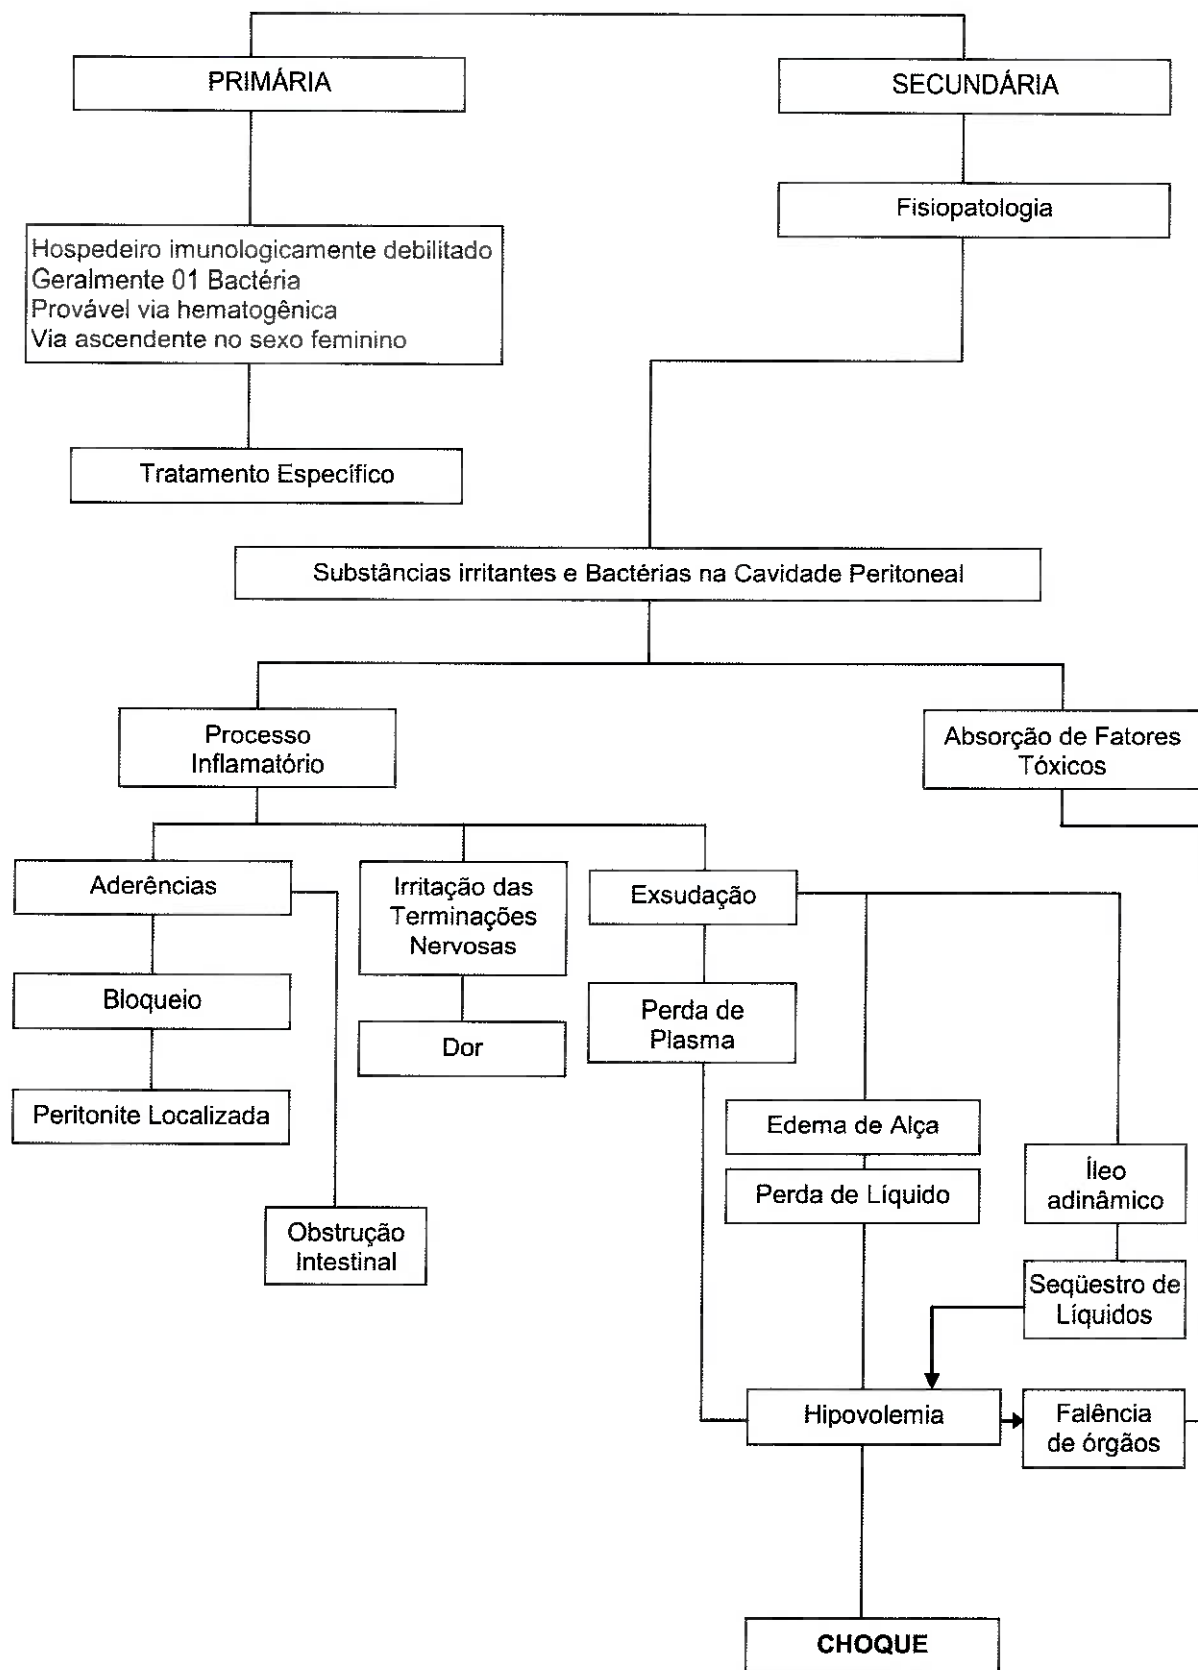 PRIMÁRIA
SECUNDÁRIA
Fisiopatologia
Hospedeiro imunologicamente debilitado
Geralmente 01 Bactéria
Provável via hematogênica
Via ascendente no sexo feminino
Tratamento Específico
Substâncias irritantes e Bactérias na Cavidade Peritoneal
Processo
Inflamatório
Absorção de Fatores
Tóxicos
Aderências
Irritação das
Terminações
Nervosas
Exsudação
Bloqueio
Perda de
Plasma
Dor
Peritonite Localizada
Edema de Alça
Perda de Líquido
Íleo
adinâmico
Obstrução
Intestinal
Seqüestro de
Líquidos
Hipovolemia
Falência
de órgãos
CHOQUE